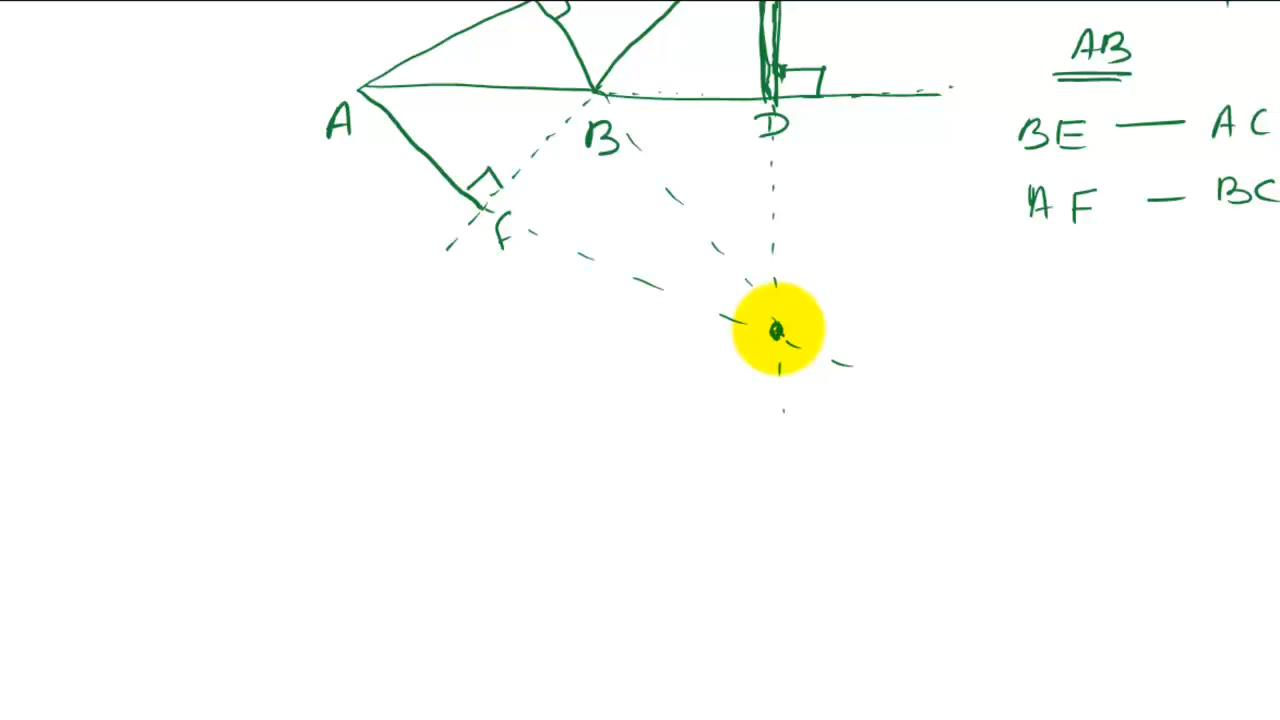 AB
A
B
D
BE — AC
AF — BC
F